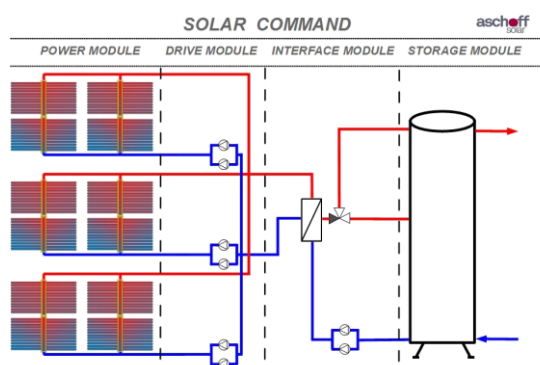 SOLAR COMMAND
aschoff
solar
POWER MODULE
DRIVE MODULE
INTERFACE MODULE
STORAGE MODULE